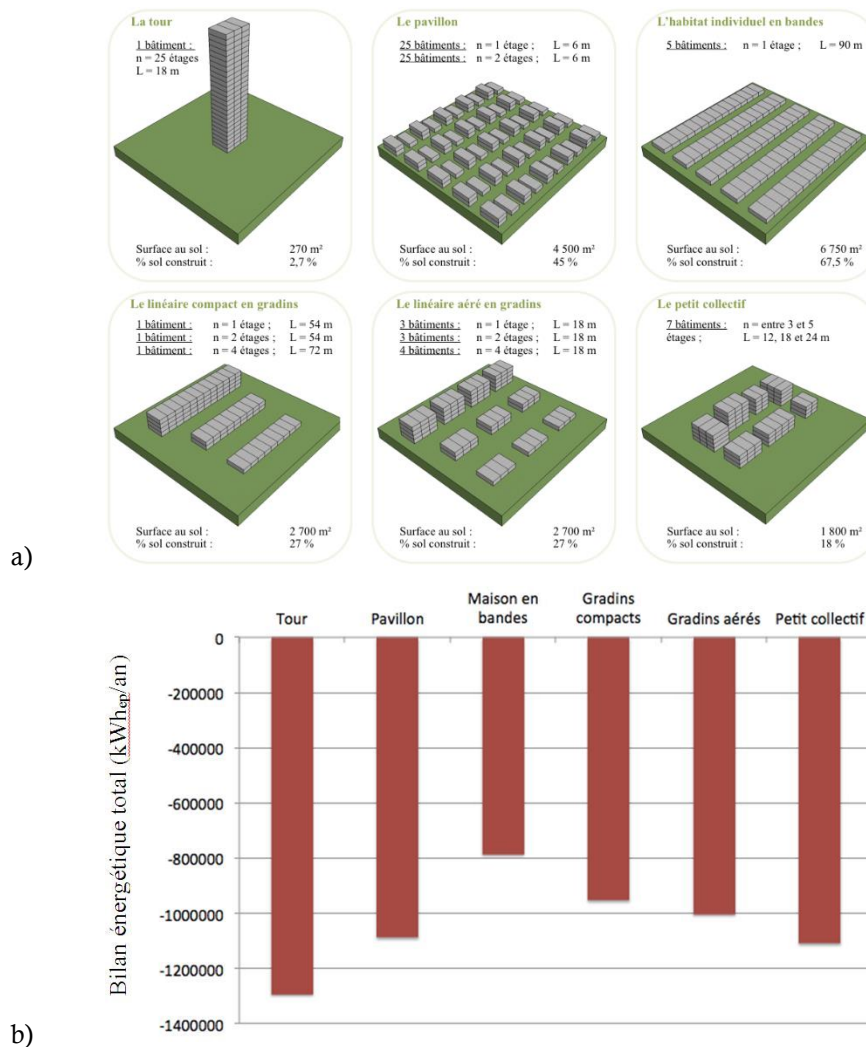 La tour
1 bâtiment :
n = 25 étages
L = 18 m
Surface au sol : 270 m²
% sol construit : 2,7 %
Le pavillon
25 bâtiments : n = 1 étage ; L = 6 m
25 bâtiments : n = 2 étages ; L = 6 m
Surface au sol : 4 500 m²
% sol construit : 45 %
L'habitat individuel en bandes
5 bâtiments : n = 1 étage ; L = 90 m
Surface au sol : 6 750 m²
% sol construit : 67,5 %
Le linéaire compact en gradins
1 bâtiment : n = 1 étage ; L = 54 m
1 bâtiment : n = 2 étages ; L = 54 m
1 bâtiment : n = 4 étages ; L = 72 m
Surface au sol : 2 700 m²
% sol construit : 27 %
Le linéaire aéré en gradins
3 bâtiments : n = 1 étage ; L = 18 m
3 bâtiments : n = 2 étages ; L = 18 m
4 bâtiments : n = 4 étages ; L = 18 m
Surface au sol : 2 700 m²
% sol construit : 27 %
Le petit collectif
7 bâtiments : n = entre 3 et 5
étages ; L = 12, 18 et 24 m
Surface au sol : 1 800 m²
% sol construit : 18 %
a)
Tour
Pavillon
Maison en
bandes
Gradins
compacts
Gradins aérés
Petit collectif
Bilan énergétique total (kWhep/an)
0
-200000
-400000
-600000
-800000
-1000000
-1200000
-1400000
b)